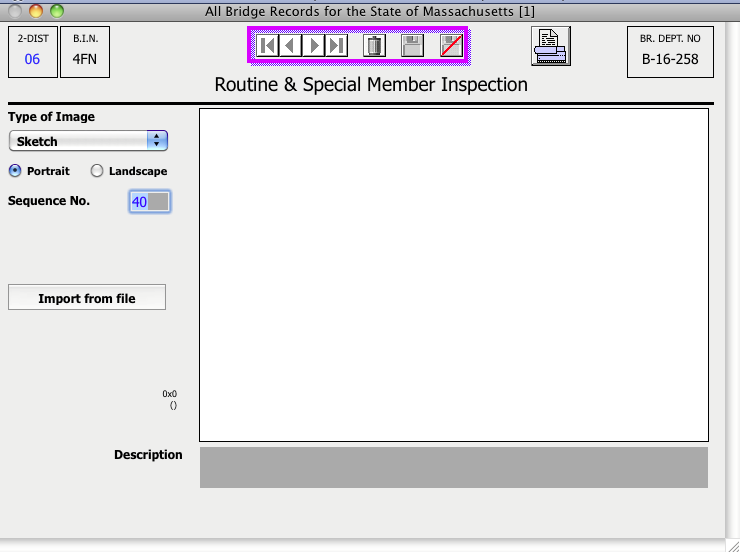 All Bridge Records for the State of Massachusetts [1]
2-DIST
06
B.I.N.
4FN
BR. DEPT. NO
B-16-258
Routine & Special Member Inspection
Type of Image
Sketch
Portrait
Landscape
Sequence No.
40
Import from file
0x0
()
Description